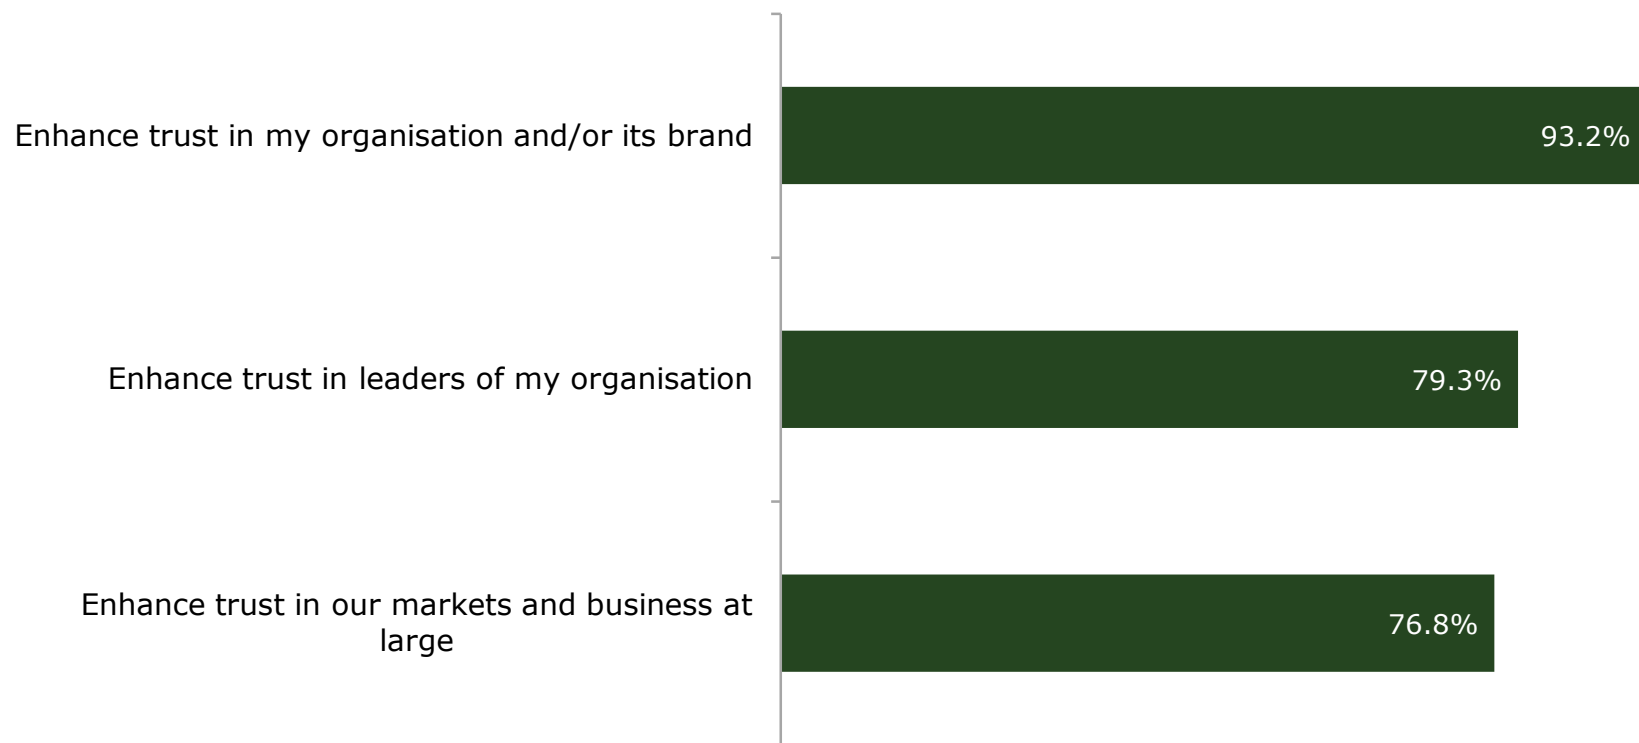 Enhance trust in my organisation and/or its brand
93.2%
Enhance trust in leaders of my organisation
79.3%
Enhance trust in our markets and business at
large
76.8%